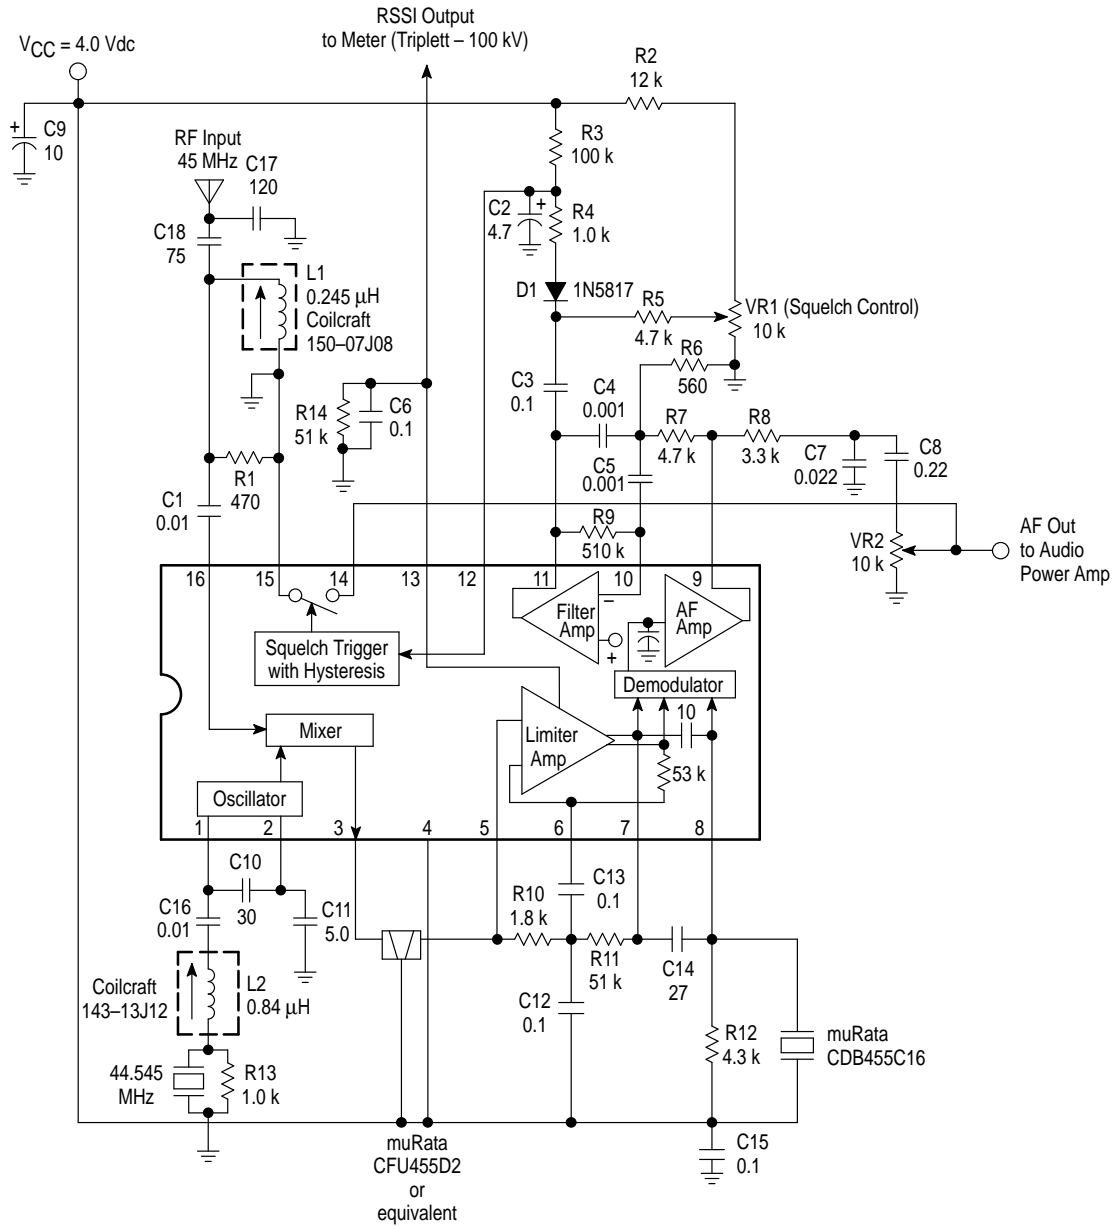 RSSI Output
to Meter (Triplett – 100 kV)
VCC = 4.0 Vdc
R2
12 k
+
C9
10
RF Input
45 MHz
C17
120
R3
100 k
C18
75
C2
4.7
+
R4
1.0 k
L1
0.245 μH
Coilcraft
150–07J08
D1
1N5817
R5
4.7 k
VR1 (Squelch Control)
10 k
R6
560
C3
0.1
C4
0.001
R14
51 k
C6
0.1
R7
4.7 k
R8
3.3 k
C7
0.022
C8
0.22
R1
470
C5
0.001
C1
0.01
R9
510 k
VR2
10 k
AF Out
to Audio
Power Amp
16
15
14
13
12
11
10
9
Filter
Amp
–
+
AF
Amp
Squelch Trigger
with Hysteresis
Demodulator
10
Mixer
Limiter
Amp
53 k
Oscillator
1
2
3
4
5
6
7
8
C10
30
C16
0.01
C11
5.0
R10
1.8 k
C13
0.1
R11
51 k
C14
27
Coilcraft
143–13J12
L2
0.84 μH
C12
0.1
R12
4.3 k
muRata
CDB455C16
44.545
MHz
R13
1.0 k
muRata
CFU455D2
or
equivalent
C15
0.1